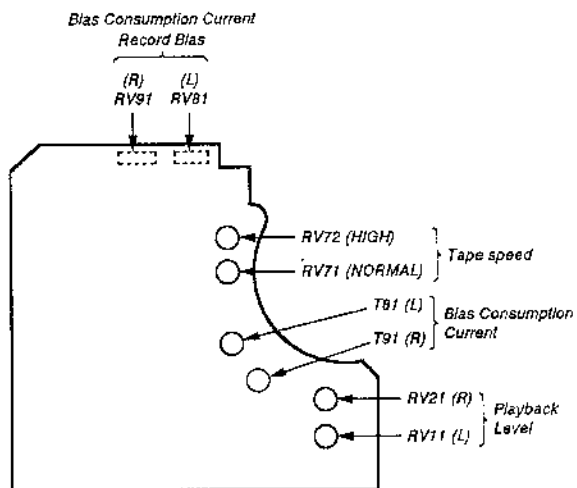 Bias Consumption Current
Record Bias
(R) (L)
RV91 RV81
RV72 (HIGH)
RV71 (NORMAL)
Tape speed
T81 (L)
T91 (R)
Bias Consumption
Current
RV21 (R)
RV11 (L)
Playback
Level